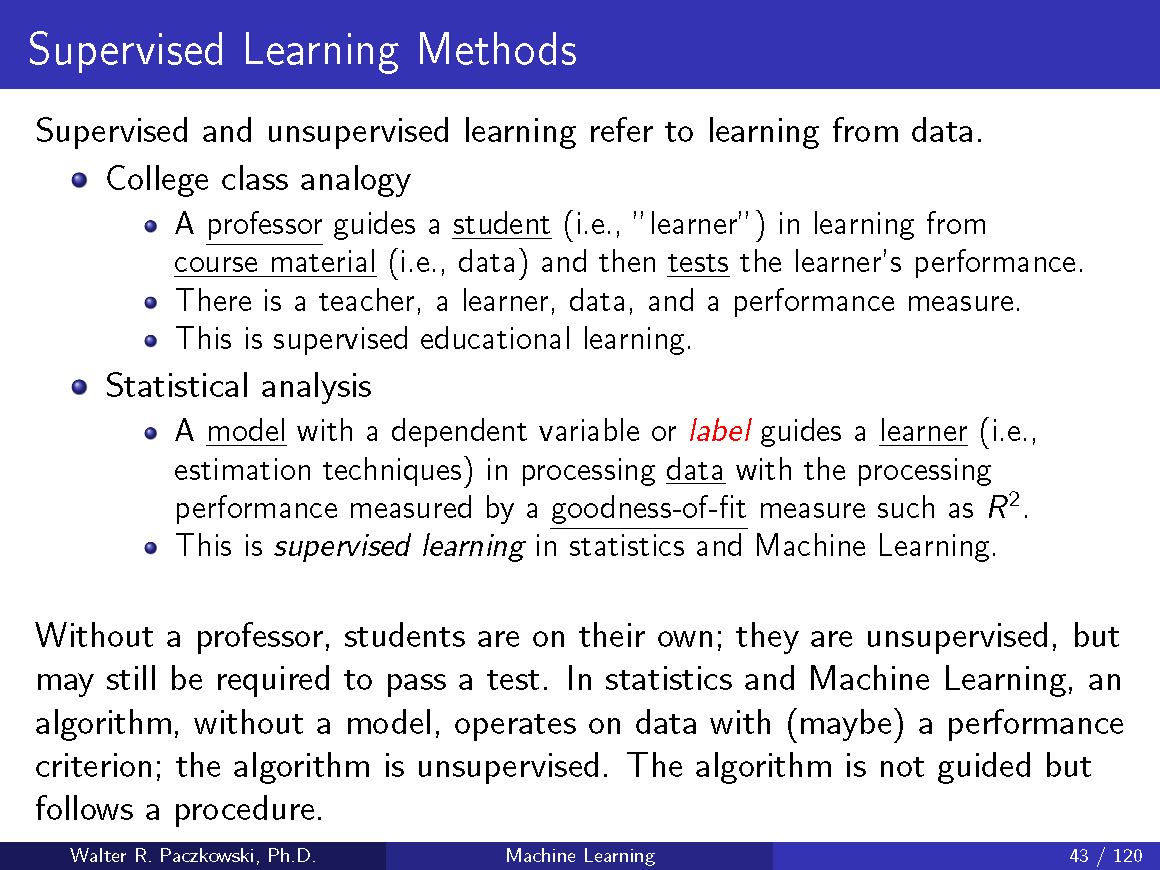 Supervised Learning Methods
Supervised and unsupervised learning refer to learning from data.
College class analogy
A professor guides a student (i.e., ”learner”) in learning from
course material (i.e., data) and then tests the learner’s performance.
There is a teacher, a learner, data, and a performance measure.
This is supervised educational learning.
Statistical analysis
A model with a dependent variable or label guides a learner (i.e.,
estimation techniques) in processing data with the processing
performance measured by a goodness-of-fit measure such as R².
This is supervised learning in statistics and Machine Learning.
Without a professor, students are on their own; they are unsupervised, but
may still be required to pass a test. In statistics and Machine Learning, an
algorithm, without a model, operates on data with (maybe) a performance
criterion; the algorithm is unsupervised. The algorithm is not guided but
follows a procedure.
Walter R. Paczkowski, Ph.D. Machine Learning 43 / 120